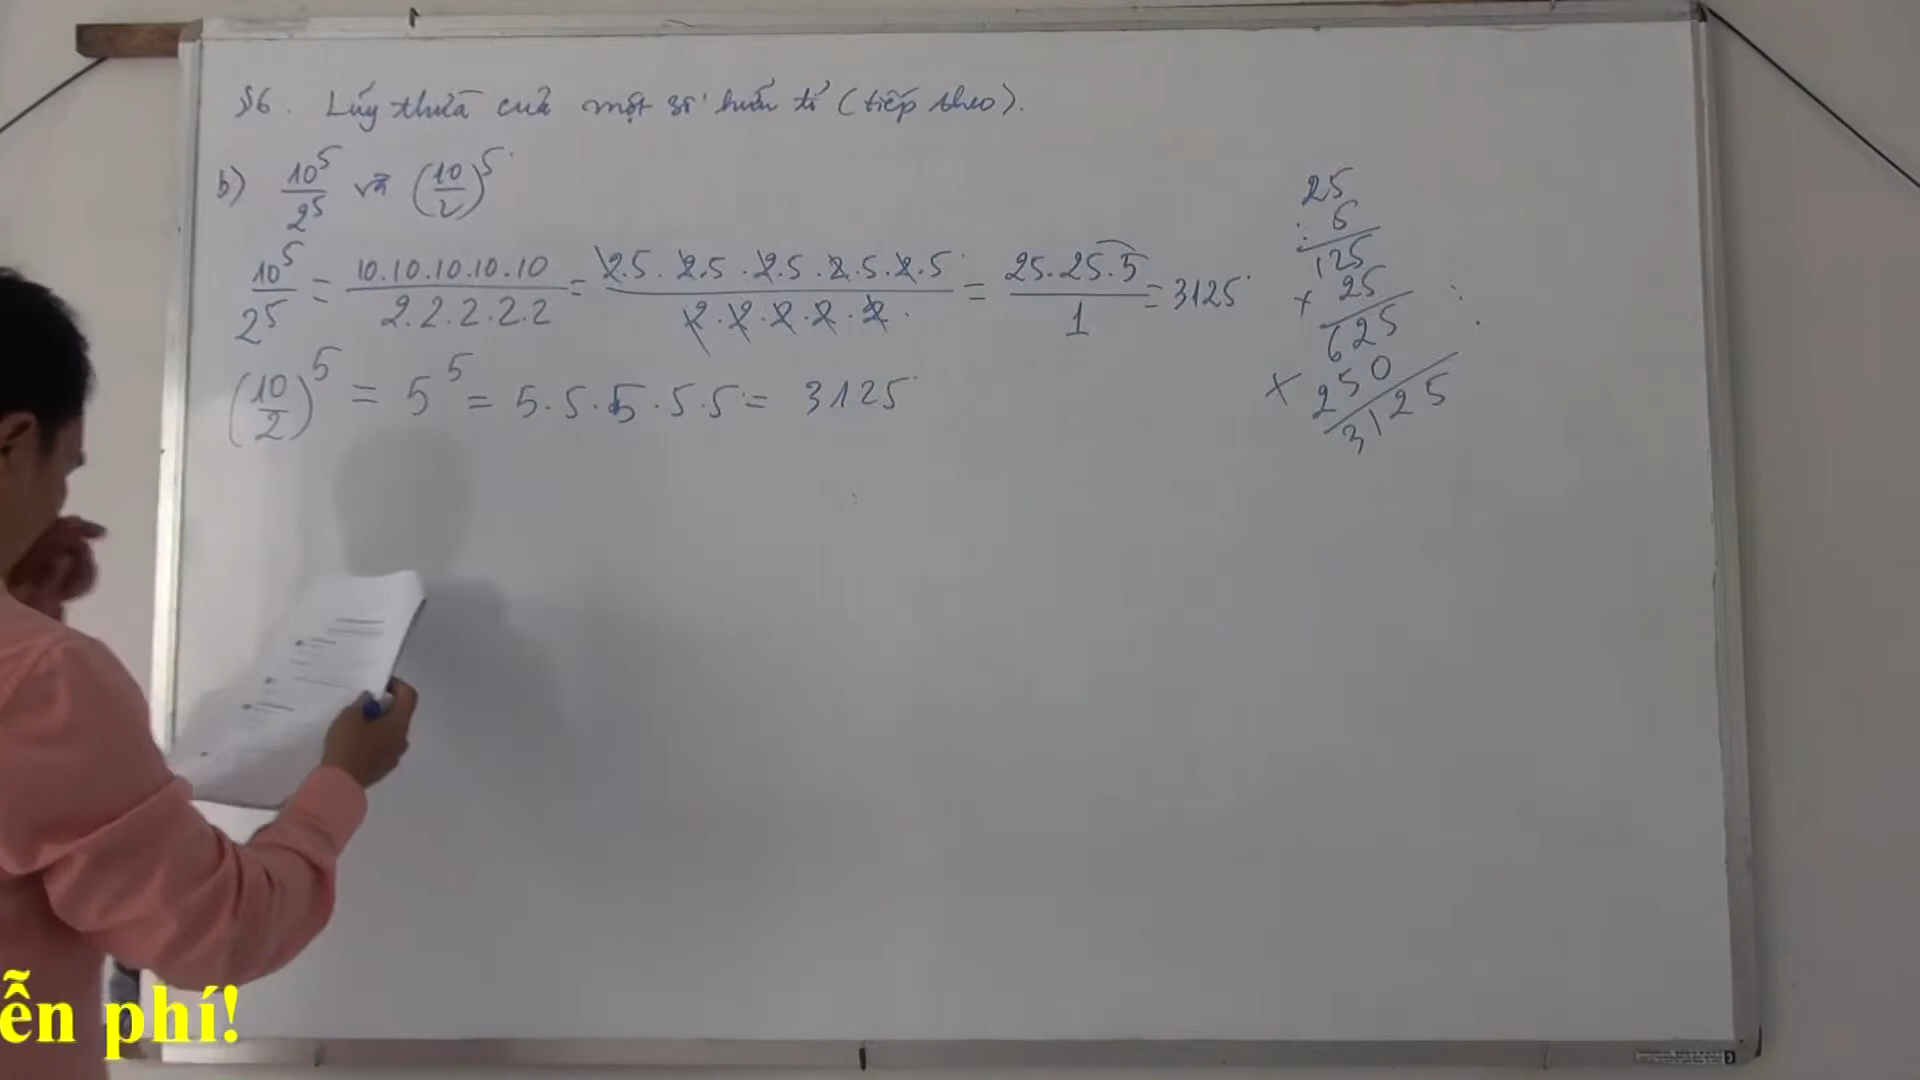 §6. Lũy thừa của một số hữu tỉ (tiếp theo).
b) 10^5/2^5 và (10/2)^5
10^5/2^5 = 10.10.10.10.10/2.2.2.2.2 = 2.5.2.5.2.5.2.5.2.5/2.2.2.2.2. = 25.25.5/1 = 3125
(10/2)^5 = 5^5 = 5.5.5.5.5 = 3125
25
5
125
× 25
625
× 250
3125
ễn phí!